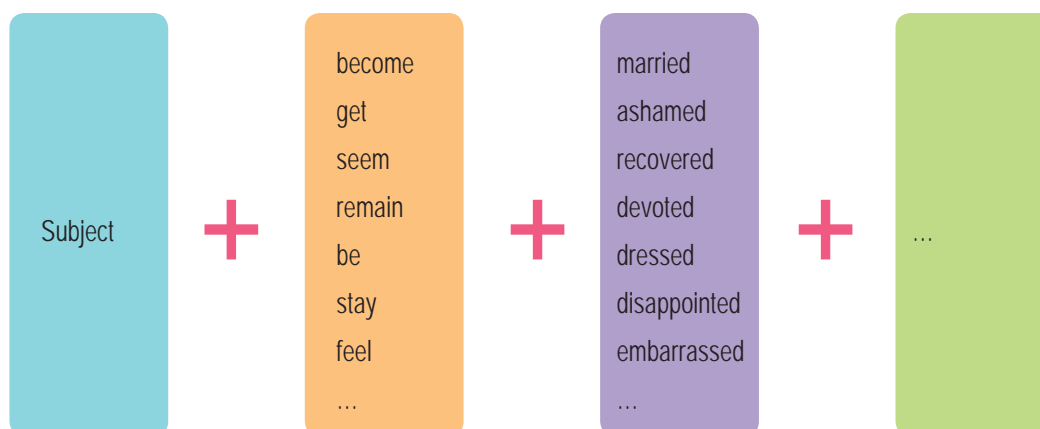 Subject
become
get
seem
remain
be
stay
feel
…
married
ashamed
recovered
devoted
dressed
disappointed
embarrassed
…
…